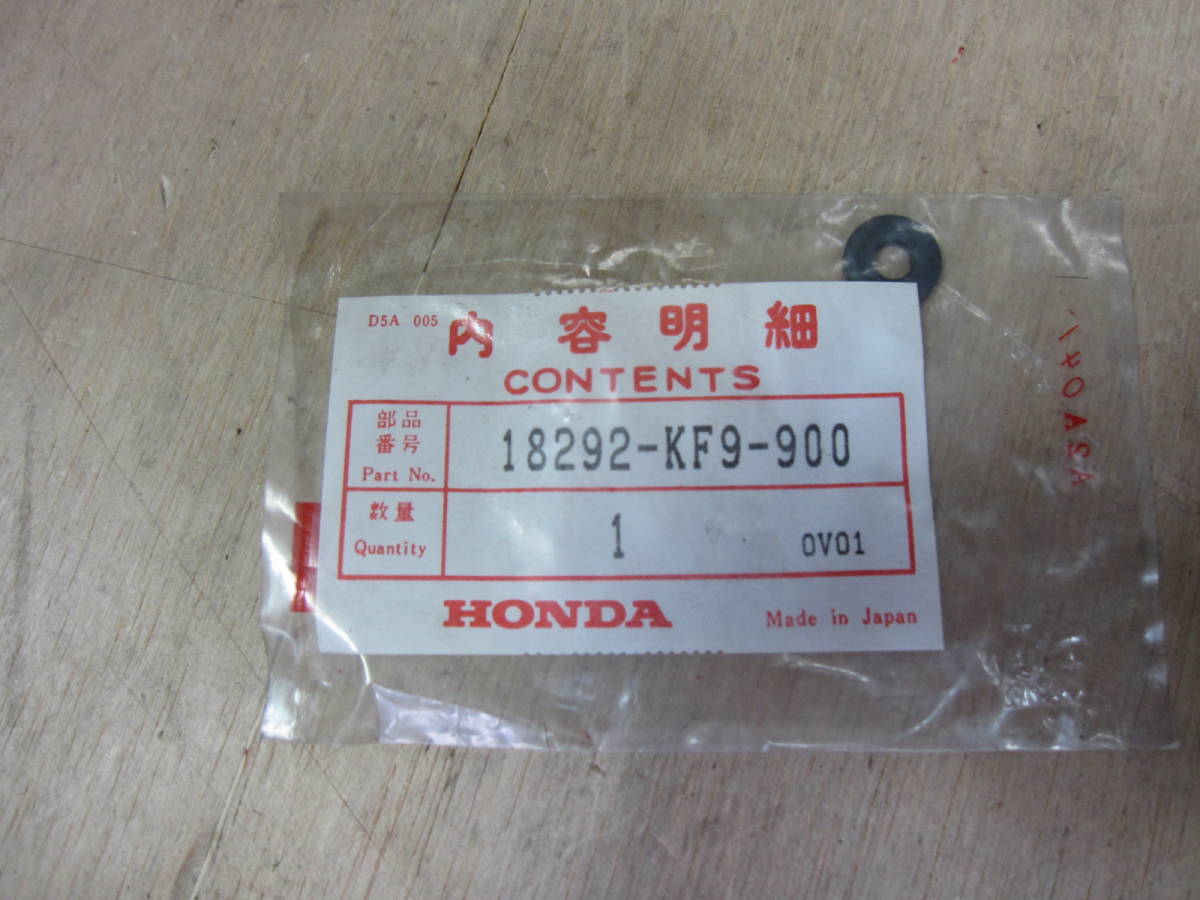 D5A 005
内容明細
CONTENTS
部品
番号
Part No.
18292-KF9-900
数量
Quantity
1
0V01
HONDA
Made in Japan